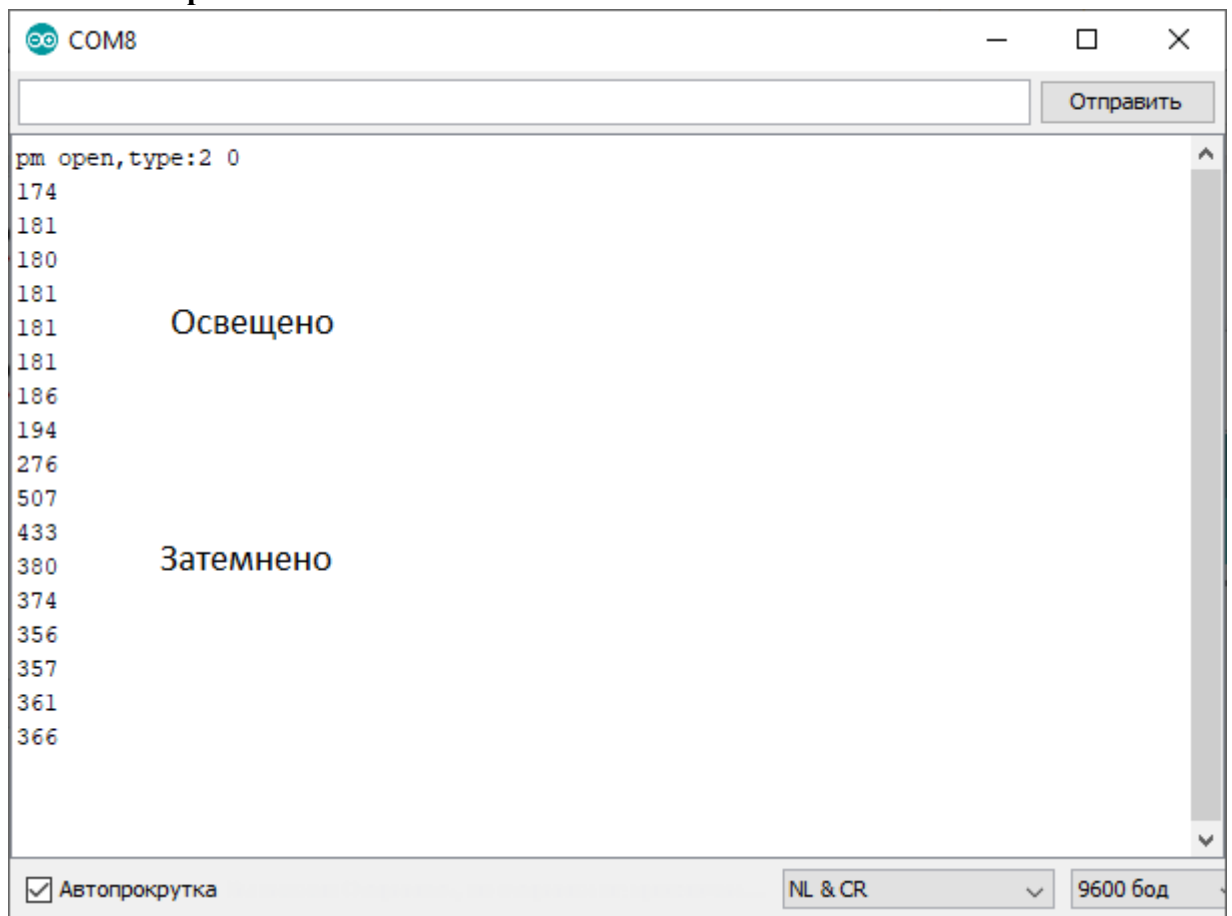 COM8
Отправить
pm open,type:2 0
174
181
180
181
181
Освещено
181
186
194
276
507
433
380
Затемнено
374
356
357
361
366
Автопрокрутка
NL & CR
9600 бод